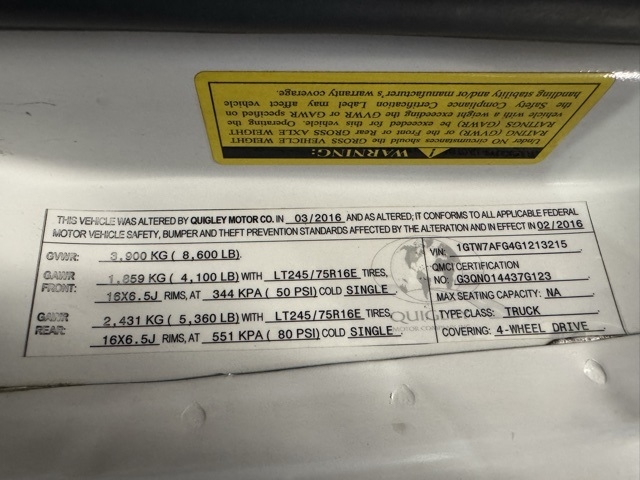 WARNING:
Under NO circumstances should the GROSS VEHICLE WEIGHT
RATING (GVWR) or the Front or Rear GROSS AXLE WEIGHT
RATINGS (GAWR) be exceeded for this vehicle. Operating the
vehicle with a weight exceeding the GVWR or GAWR specified on
the Safety Compliance Certification Label may affect vehicle
handling stability and/or manufacturer's warranty coverage.
THIS VEHICLE WAS ALTERED BY QUIGLEY MOTOR CO. IN 03/2016 AND AS ALTERED; IT CONFORMS TO ALL APPLICABLE FEDERAL
MOTOR VEHICLE SAFETY, BUMPER AND THEFT PREVENTION STANDARDS AFFECTED BY THE ALTERATION AND IN EFFECT IN 02/2016
GVWR: 3,900 KG ( 8,600 LB).
GAWR FRONT: 1,859 KG ( 4,100 LB) WITH LT245/75R16E TIRES,
16X6.5J RIMS, AT 344 KPA ( 50 PSI) COLD SINGLE
GAWR REAR: 2,431 KG ( 5,360 LB) WITH LT245/75R16E TIRES,
16X6.5J RIMS, AT 551 KPA ( 80 PSI) COLD SINGLE
VIN: 1GTW7AFG4G1213215
QMCI CERTIFICATION
NO: G3QN014437G123
MAX SEATING CAPACITY: NA
TYPE CLASS: TRUCK
COVERING: 4-WHEEL DRIVE